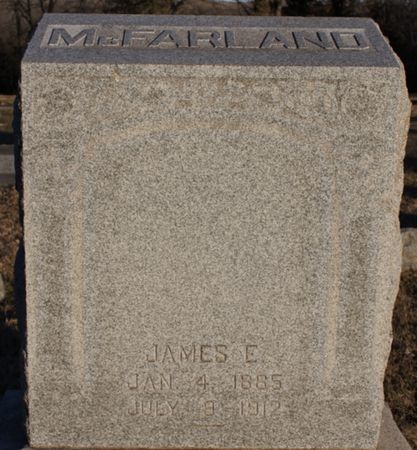 McFARLAND
JAMES E.
JAN. 4, 1885
JULY 9, 1912